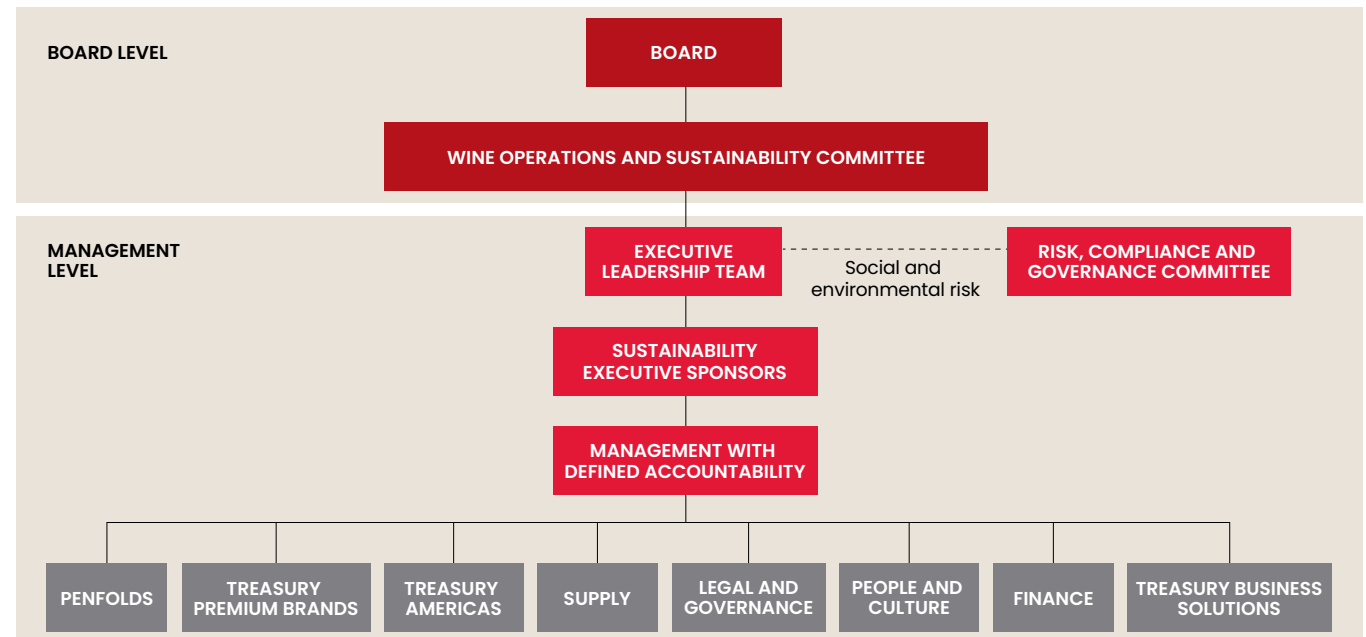 BOARD LEVEL
BOARD
WINE OPERATIONS AND SUSTAINABILITY COMMITTEE
MANAGEMENT
LEVEL
EXECUTIVE
LEADERSHIP TEAM
Social and
environmental risk
RISK, COMPLIANCE AND
GOVERNANCE COMMITTEE
SUSTAINABILITY
EXECUTIVE SPONSORS
MANAGEMENT WITH
DEFINED ACCOUNTABILITY
PENFOLDS
TREASURY
PREMIUM BRANDS
TREASURY
AMERICAS
SUPPLY
LEGAL AND
GOVERNANCE
PEOPLE AND
CULTURE
FINANCE
TREASURY BUSINESS
SOLUTIONS